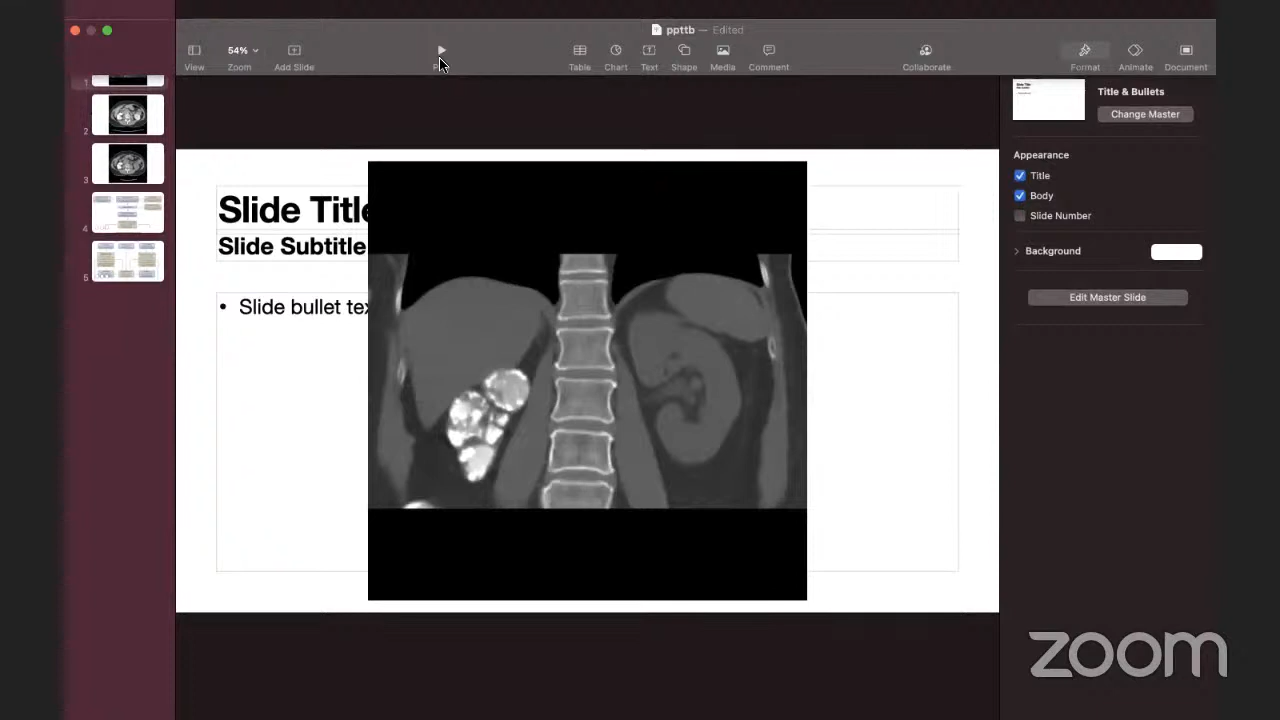 ppttb — Edited
54%
View
Zoom
Add Slide
Table
Chart
Text
Shape
Media
Comment
Collaborate
Format
Animate
Document
1
2
3
4
5
Slide Title
Slide Subtitle
• Slide bullet tex
Title & Bullets
Change Master
Appearance
Title
Body
Slide Number
Background
Edit Master Slide
zoom